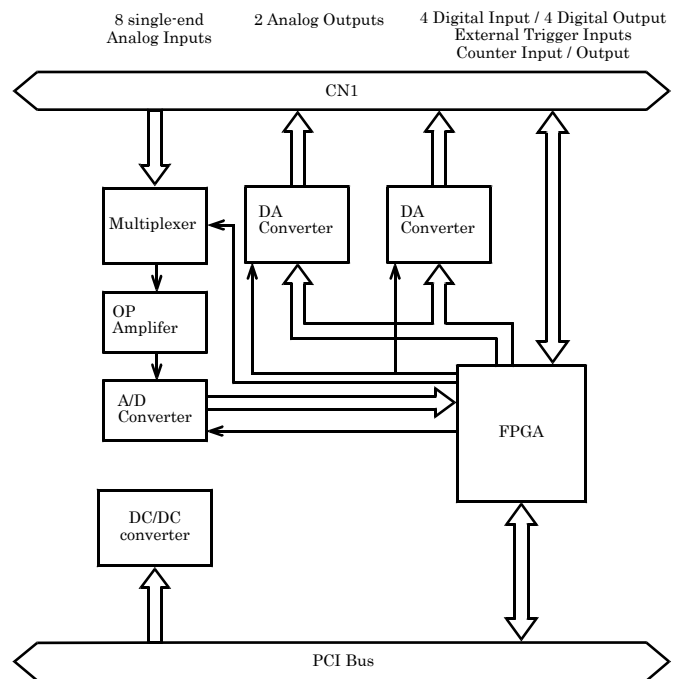 8 single-end
Analog Inputs
2 Analog Outputs
4 Digital Input / 4 Digital Output
External Trigger Inputs
Counter Input / Output
CN1
Multiplexer
DA
Converter
DA
Converter
OP
Amplifer
A/D
Converter
FPGA
DC/DC
converter
PCI Bus